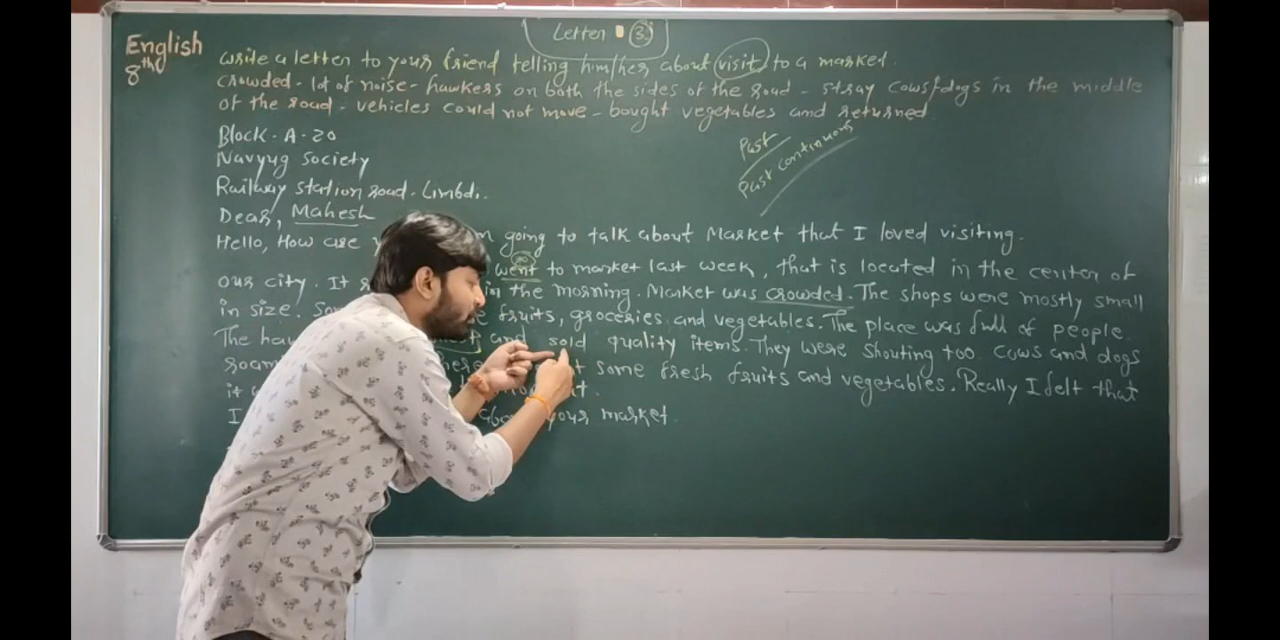 Letter 3
English
8th
write a letter to your friend telling him/her about visit to a market.
crowded - lot of noise - hawkers on both the sides of the road - stray cows/dogs in the middle
of the road - vehicles could not move - bought vegetables and returned
Past
Past continuous
Block - A - 20
Navyug society
Railway station road - Limbdi.
Dear, Mahesh
Hello, How are going to talk about Market that I loved visiting.
went to market last week, that is located in the center of
our city. It in the morning. Market was crowded. The shops were mostly small
in size. fruits, groceries and vegetables. The place was full of people.
The and sold quality items. They were shouting too. cows and dogs
some fresh fruits and vegetables. Really I felt that
it
I your market.